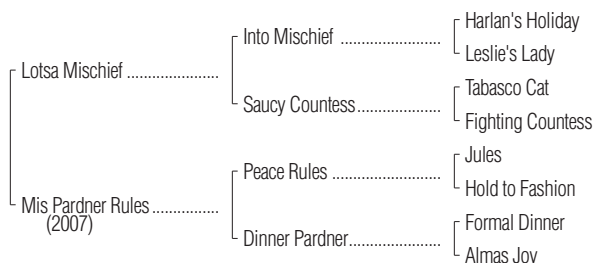 Harlan's Holiday
Into Mischief ........................
Leslie's Lady
Lotsa Mischief ......................
Tabasco Cat
Saucy Countess....................
Fighting Countess
Jules
Peace Rules ..........................
Hold to Fashion
Mis Pardner Rules................
(2007)
Formal Dinner
Dinner Pardner......................
Almas Joy